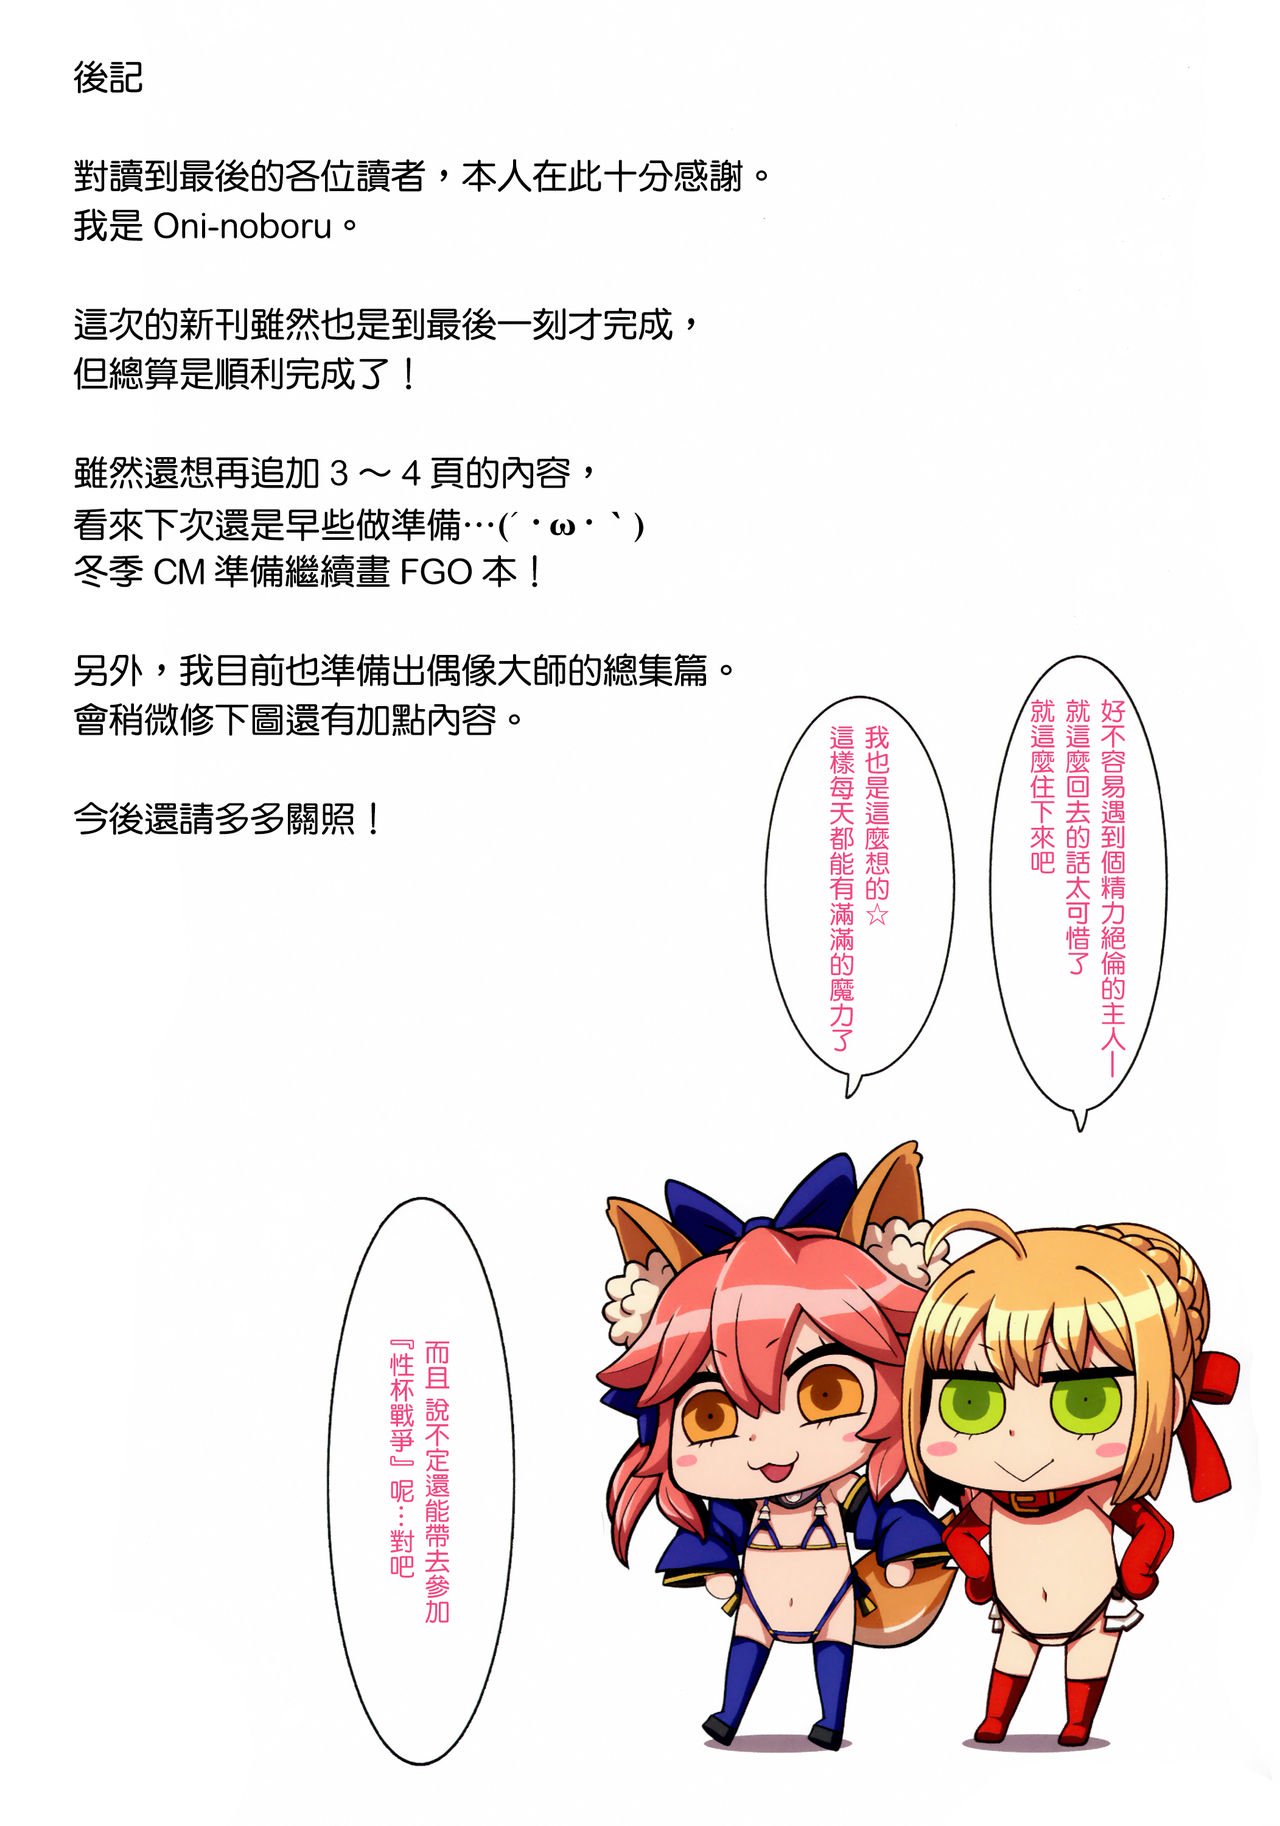 後記
對讀到最後的各位讀者，本人在此十分感謝。
我是 Oni-noboru。
這次的新刊雖然也是到最後一刻才完成，
但總算是順利完成了！
雖然還想再追加 3 ～ 4 頁的內容，
看來下次還是早些做準備…(´・ω・｀)
冬季 CM 準備繼續畫 FGO 本！
另外，我目前也準備出偶像大師的總集篇。
會稍微修下圖還有加點內容。
今後還請多多關照！
好不容易遇到個精力絕倫的主人—
就這麼回去的話太可惜了
就這麼住下來吧
我也是這麼想的☆
這樣每天都能有滿滿的魔力了
而且 說不定還能帶去參加
『性杯戰爭』呢…對吧